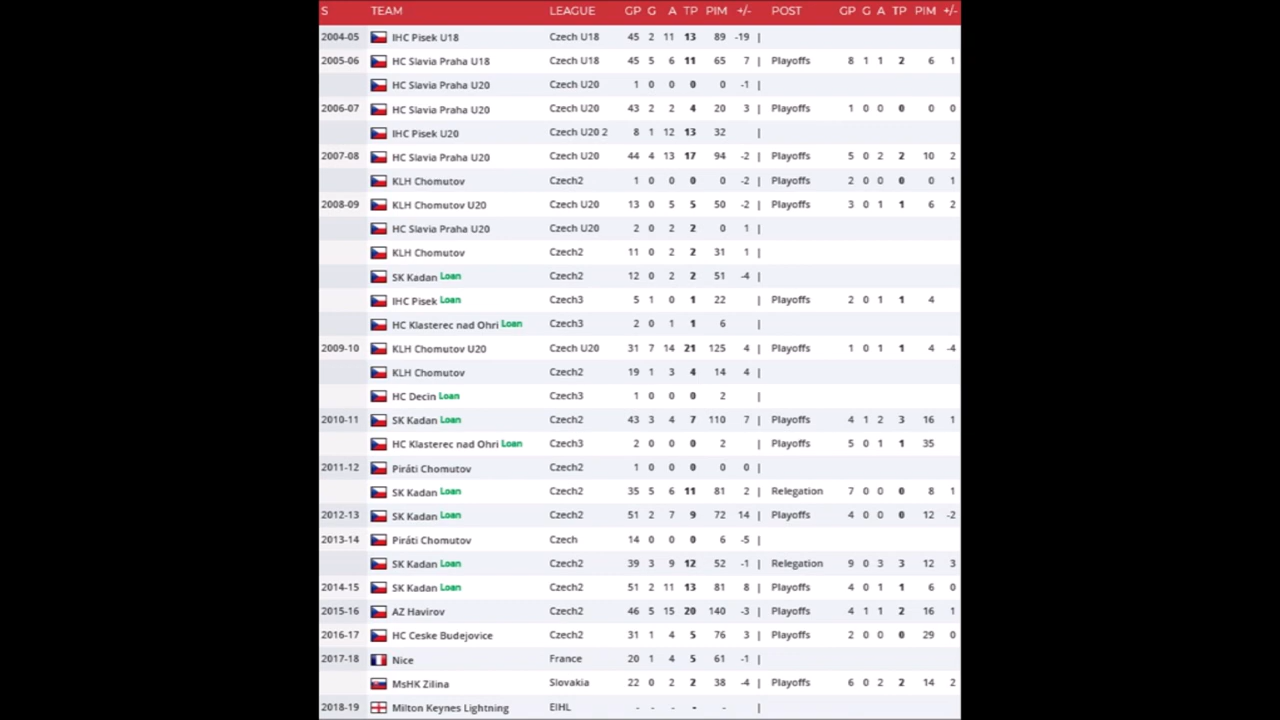 S TEAM LEAGUE GP G A TP PIM +/- POST GP G A TP PIM +/-
2004-05 IHC Pisek U18 Czech U18 45 2 11 13 89 -19 |
2005-06 HC Slavia Praha U18 Czech U18 45 5 6 11 65 7 | Playoffs 8 1 1 2 6 1
HC Slavia Praha U20 Czech U20 1 0 0 0 0 -1 |
2006-07 HC Slavia Praha U20 Czech U20 43 2 2 4 20 3 | Playoffs 1 0 0 0 0 0
IHC Pisek U20 Czech U20 2 8 1 12 13 32 |
2007-08 HC Slavia Praha U20 Czech U20 44 4 13 17 94 -2 | Playoffs 5 0 2 2 10 2
KLH Chomutov Czech2 1 0 0 0 0 -2 | Playoffs 2 0 0 0 0 1
2008-09 KLH Chomutov U20 Czech U20 13 0 5 5 50 -2 | Playoffs 3 0 1 1 6 2
HC Slavia Praha U20 Czech U20 2 0 2 2 0 1 |
KLH Chomutov Czech2 11 0 2 2 31 1 |
SK Kadan Loan Czech2 12 0 2 2 51 -4 |
IHC Pisek Loan Czech3 5 1 0 1 22 | Playoffs 2 0 1 1 4
HC Klasterec nad Ohri Loan Czech3 2 0 1 1 6 |
2009-10 KLH Chomutov U20 Czech U20 31 7 14 21 125 4 | Playoffs 1 0 1 1 4 -4
KLH Chomutov Czech2 19 1 3 4 14 4 |
HC Decin Loan Czech3 1 0 0 0 2 |
2010-11 SK Kadan Loan Czech2 43 3 4 7 110 7 | Playoffs 4 1 2 3 16 1
HC Klasterec nad Ohri Loan Czech3 2 0 0 0 2 | Playoffs 5 0 1 1 35
2011-12 Piráti Chomutov Czech2 1 0 0 0 0 0 |
SK Kadan Loan Czech2 35 5 6 11 81 2 | Relegation 7 0 0 0 8 1
2012-13 SK Kadan Loan Czech2 51 2 7 9 72 14 | Playoffs 4 0 0 0 12 -2
2013-14 Piráti Chomutov Czech 14 0 0 0 6 -5 |
SK Kadan Loan Czech2 39 3 9 12 52 -1 | Relegation 9 0 3 3 12 3
2014-15 SK Kadan Loan Czech2 51 2 11 13 81 8 | Playoffs 4 0 1 1 6 0
2015-16 AZ Havirov Czech2 46 5 15 20 140 -3 | Playoffs 4 1 1 2 16 1
2016-17 HC Ceske Budejovice Czech2 31 1 4 5 76 3 | Playoffs 2 0 0 0 29 0
2017-18 Nice France 20 1 4 5 61 -1 |
MsHK Zilina Slovakia 22 0 2 2 38 -4 | Playoffs 6 0 2 2 14 2
2018-19 Milton Keynes Lightning EIHL - - - - - |